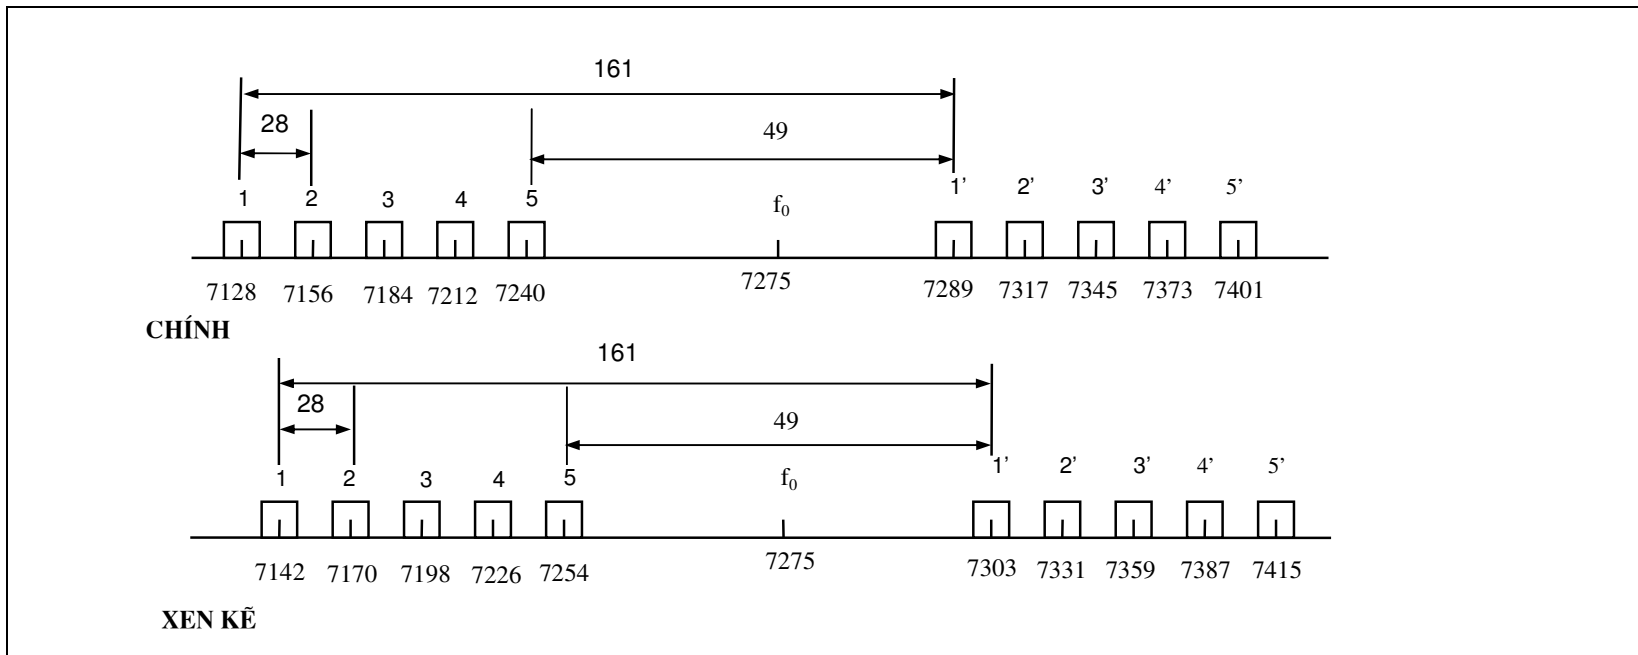 161
28
49
1 2 3 4 5 f0 1’ 2’ 3’ 4’ 5’
7128 7156 7184 7212 7240 7275 7289 7317 7345 7373 7401
CHÍNH
161
28
49
1 2 3 4 5 f0 1’ 2’ 3’ 4’ 5’
7142 7170 7198 7226 7254 7275 7303 7331 7359 7387 7415
XEN KẼ